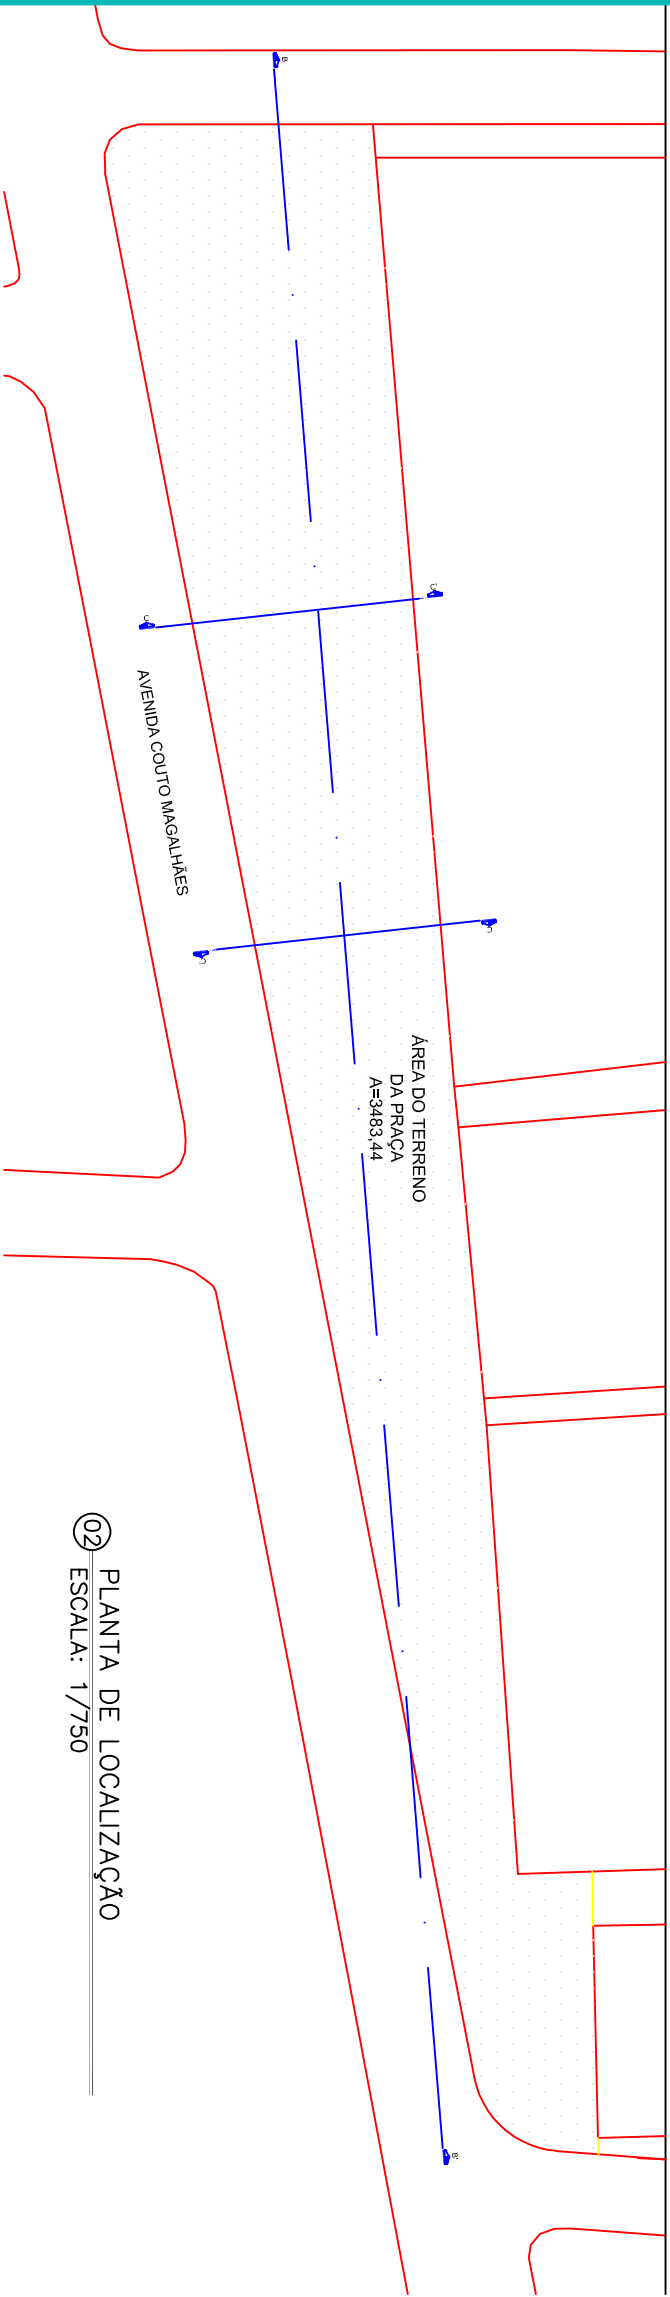 B
C'
C
AVENIDA COUTO MAGALHÃES
ÁREA DO TERRENO
DA PRAÇA
A=3483,44
B'
02
PLANTA DE LOCALIZAÇÃO
ESCALA: 1/750